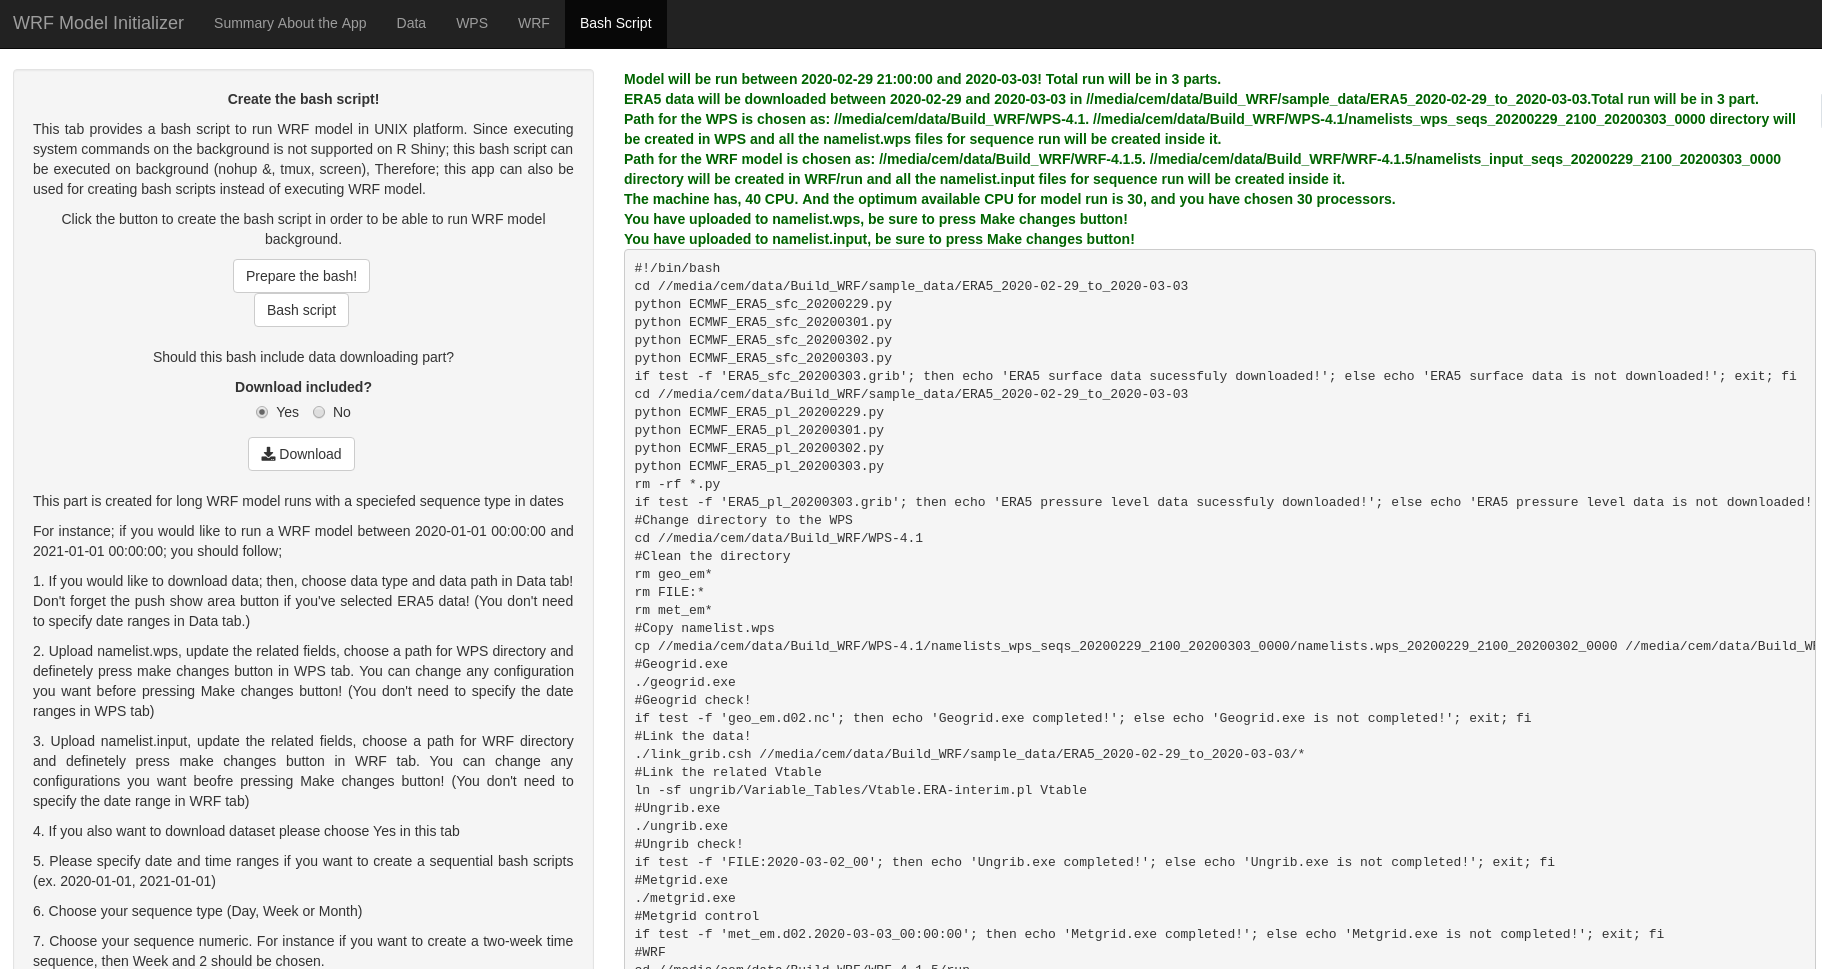 WRF Model Initializer
Summary About the App
Data
WPS
WRF
Bash Script
Create the bash script!
This tab provides a bash script to run WRF model in UNIX platform. Since executing
system commands on the background is not supported on R Shiny; this bash script can
be executed on background (nohup &, tmux, screen), Therefore; this app can also be
used for creating bash scripts instead of executing WRF model.
Click the button to create the bash script in order to be able to run WRF model
background.
Prepare the bash!
Bash script
Should this bash include data downloading part?
Download included?
Yes
No
Download
This part is created for long WRF model runs with a speciefed sequence type in dates
For instance; if you would like to run a WRF model between 2020-01-01 00:00:00 and
2021-01-01 00:00:00; you should follow;
1. If you would like to download data; then, choose data type and data path in Data tab!
Don't forget the push show area button if you've selected ERA5 data! (You don't need
to specify date ranges in Data tab.)
2. Upload namelist.wps, update the related fields, choose a path for WPS directory and
definetely press make changes button in WPS tab. You can change any configuration
you want before pressing Make changes button! (You don't need to specify the date
ranges in WPS tab)
3. Upload namelist.input, update the related fields, choose a path for WRF directory
and definetely press make changes button in WRF tab. You can change any
configurations you want beofre pressing Make changes button! (You don't need to
specify the date range in WRF tab)
4. If you also want to download dataset please choose Yes in this tab
5. Please specify date and time ranges if you want to create a sequential bash scripts
(ex. 2020-01-01, 2021-01-01)
6. Choose your sequence type (Day, Week or Month)
7. Choose your sequence numeric. For instance if you want to create a two-week time
sequence, then Week and 2 should be chosen.
Model will be run between 2020-02-29 21:00:00 and 2020-03-03! Total run will be in 3 parts.
ERA5 data will be downloaded between 2020-02-29 and 2020-03-03 in //media/cem/data/Build_WRF/sample_data/ERA5_2020-02-29_to_2020-03-03.Total run will be in 3 part.
Path for the WPS is chosen as: //media/cem/data/Build_WRF/WPS-4.1. //media/cem/data/Build_WRF/WPS-4.1/namelists_wps_seqs_20200229_2100_20200303_0000 directory will
be created in WPS and all the namelist.wps files for sequence run will be created inside it.
Path for the WRF model is chosen as: //media/cem/data/Build_WRF/WRF-4.1.5. //media/cem/data/Build_WRF/WRF-4.1.5/namelists_input_seqs_20200229_2100_20200303_0000
directory will be created in WRF/run and all the namelist.input files for sequence run will be created inside it.
The machine has, 40 CPU. And the optimum available CPU for model run is 30, and you have chosen 30 processors.
You have uploaded to namelist.wps, be sure to press Make changes button!
You have uploaded to namelist.input, be sure to press Make changes button!
#!/bin/bash
cd //media/cem/data/Build_WRF/sample_data/ERA5_2020-02-29_to_2020-03-03
python ECMWF_ERA5_sfc_20200229.py
python ECMWF_ERA5_sfc_20200301.py
python ECMWF_ERA5_sfc_20200302.py
python ECMWF_ERA5_sfc_20200303.py
if test -f 'ERA5_sfc_20200303.grib'; then echo 'ERA5 surface data sucessfuly downloaded!'; else echo 'ERA5 surface data is not downloaded!'; exit; fi
cd //media/cem/data/Build_WRF/sample_data/ERA5_2020-02-29_to_2020-03-03
python ECMWF_ERA5_pl_20200229.py
python ECMWF_ERA5_pl_20200301.py
python ECMWF_ERA5_pl_20200302.py
python ECMWF_ERA5_pl_20200303.py
rm -rf *.py
if test -f 'ERA5_pl_20200303.grib'; then echo 'ERA5 pressure level data sucessfuly downloaded!'; else echo 'ERA5 pressure level data is not downloaded!
#Change directory to the WPS
cd //media/cem/data/Build_WRF/WPS-4.1
#Clean the directory
rm geo_em*
rm FILE:*
rm met_em*
#Copy namelist.wps
cp //media/cem/data/Build_WRF/WPS-4.1/namelists_wps_seqs_20200229_2100_20200303_0000/namelists.wps_20200229_2100_20200302_0000 //media/cem/data/Build_WR
#Geogrid.exe
./geogrid.exe
#Geogrid check!
if test -f 'geo_em.d02.nc'; then echo 'Geogrid.exe completed!'; else echo 'Geogrid.exe is not completed!'; exit; fi
#Link the data!
./link_grib.csh //media/cem/data/Build_WRF/sample_data/ERA5_2020-02-29_to_2020-03-03/*
#Link the related Vtable
ln -sf ungrib/Variable_Tables/Vtable.ERA-interim.pl Vtable
#Ungrib.exe
./ungrib.exe
#Ungrib check!
if test -f 'FILE:2020-03-02_00'; then echo 'Ungrib.exe completed!'; else echo 'Ungrib.exe is not completed!'; exit; fi
#Metgrid.exe
./metgrid.exe
#Metgrid control
if test -f 'met_em.d02.2020-03-03_00:00:00'; then echo 'Metgrid.exe completed!'; else echo 'Metgrid.exe is not completed!'; exit; fi
#WRF
cd //media/cem/data/Build_WRF/WRF-4.1.5/run